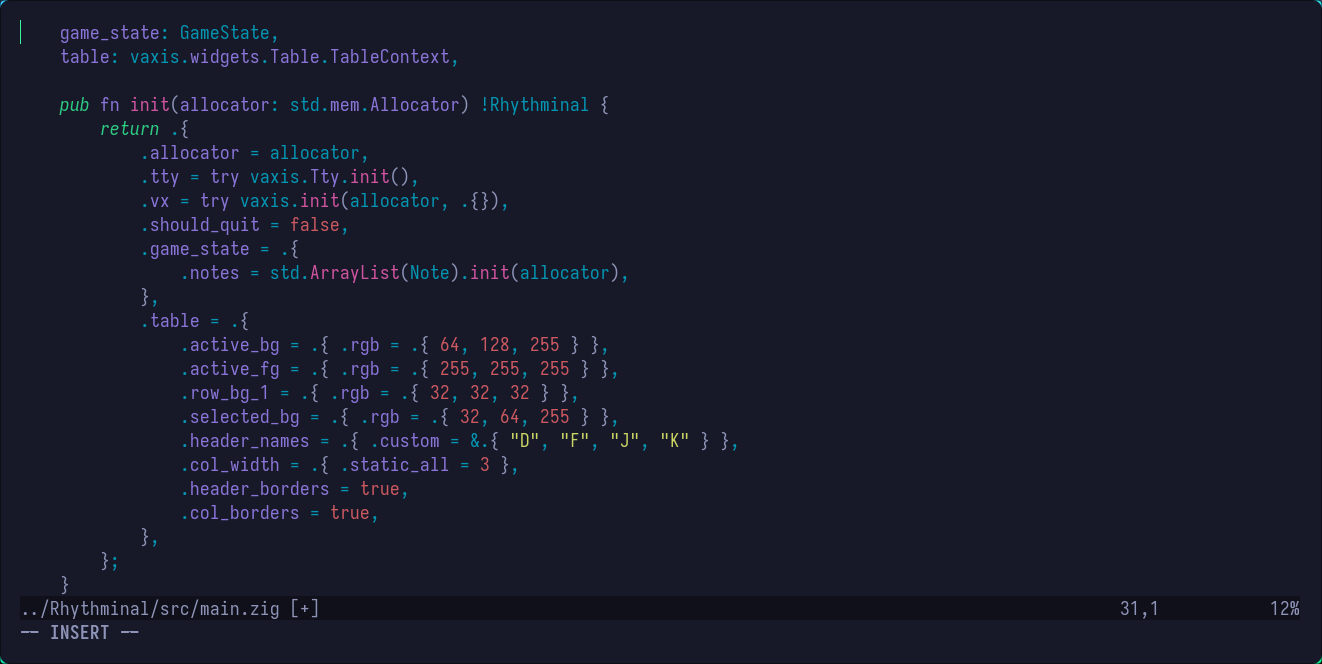 game_state: GameState,
table: vaxis.widgets.Table.TableContext,

pub fn init(allocator: std.mem.Allocator) !Rhythminal {
    return .{
        .allocator = allocator,
        .tty = try vaxis.Tty.init(),
        .vx = try vaxis.init(allocator, .{}),
        .should_quit = false,
        .game_state = .{
            .notes = std.ArrayList(Note).init(allocator),
        },
        .table = .{
            .active_bg = .{ .rgb = .{ 64, 128, 255 } },
            .active_fg = .{ .rgb = .{ 255, 255, 255 } },
            .row_bg_1 = .{ .rgb = .{ 32, 32, 32 } },
            .selected_bg = .{ .rgb = .{ 32, 64, 255 } },
            .header_names = .{ .custom = &.{ "D", "F", "J", "K" } },
            .col_width = .{ .static_all = 3 },
            .header_borders = true,
            .col_borders = true,
        },
    };
}
../Rhythminal/src/main.zig [+] 31,1 12%
-- INSERT --